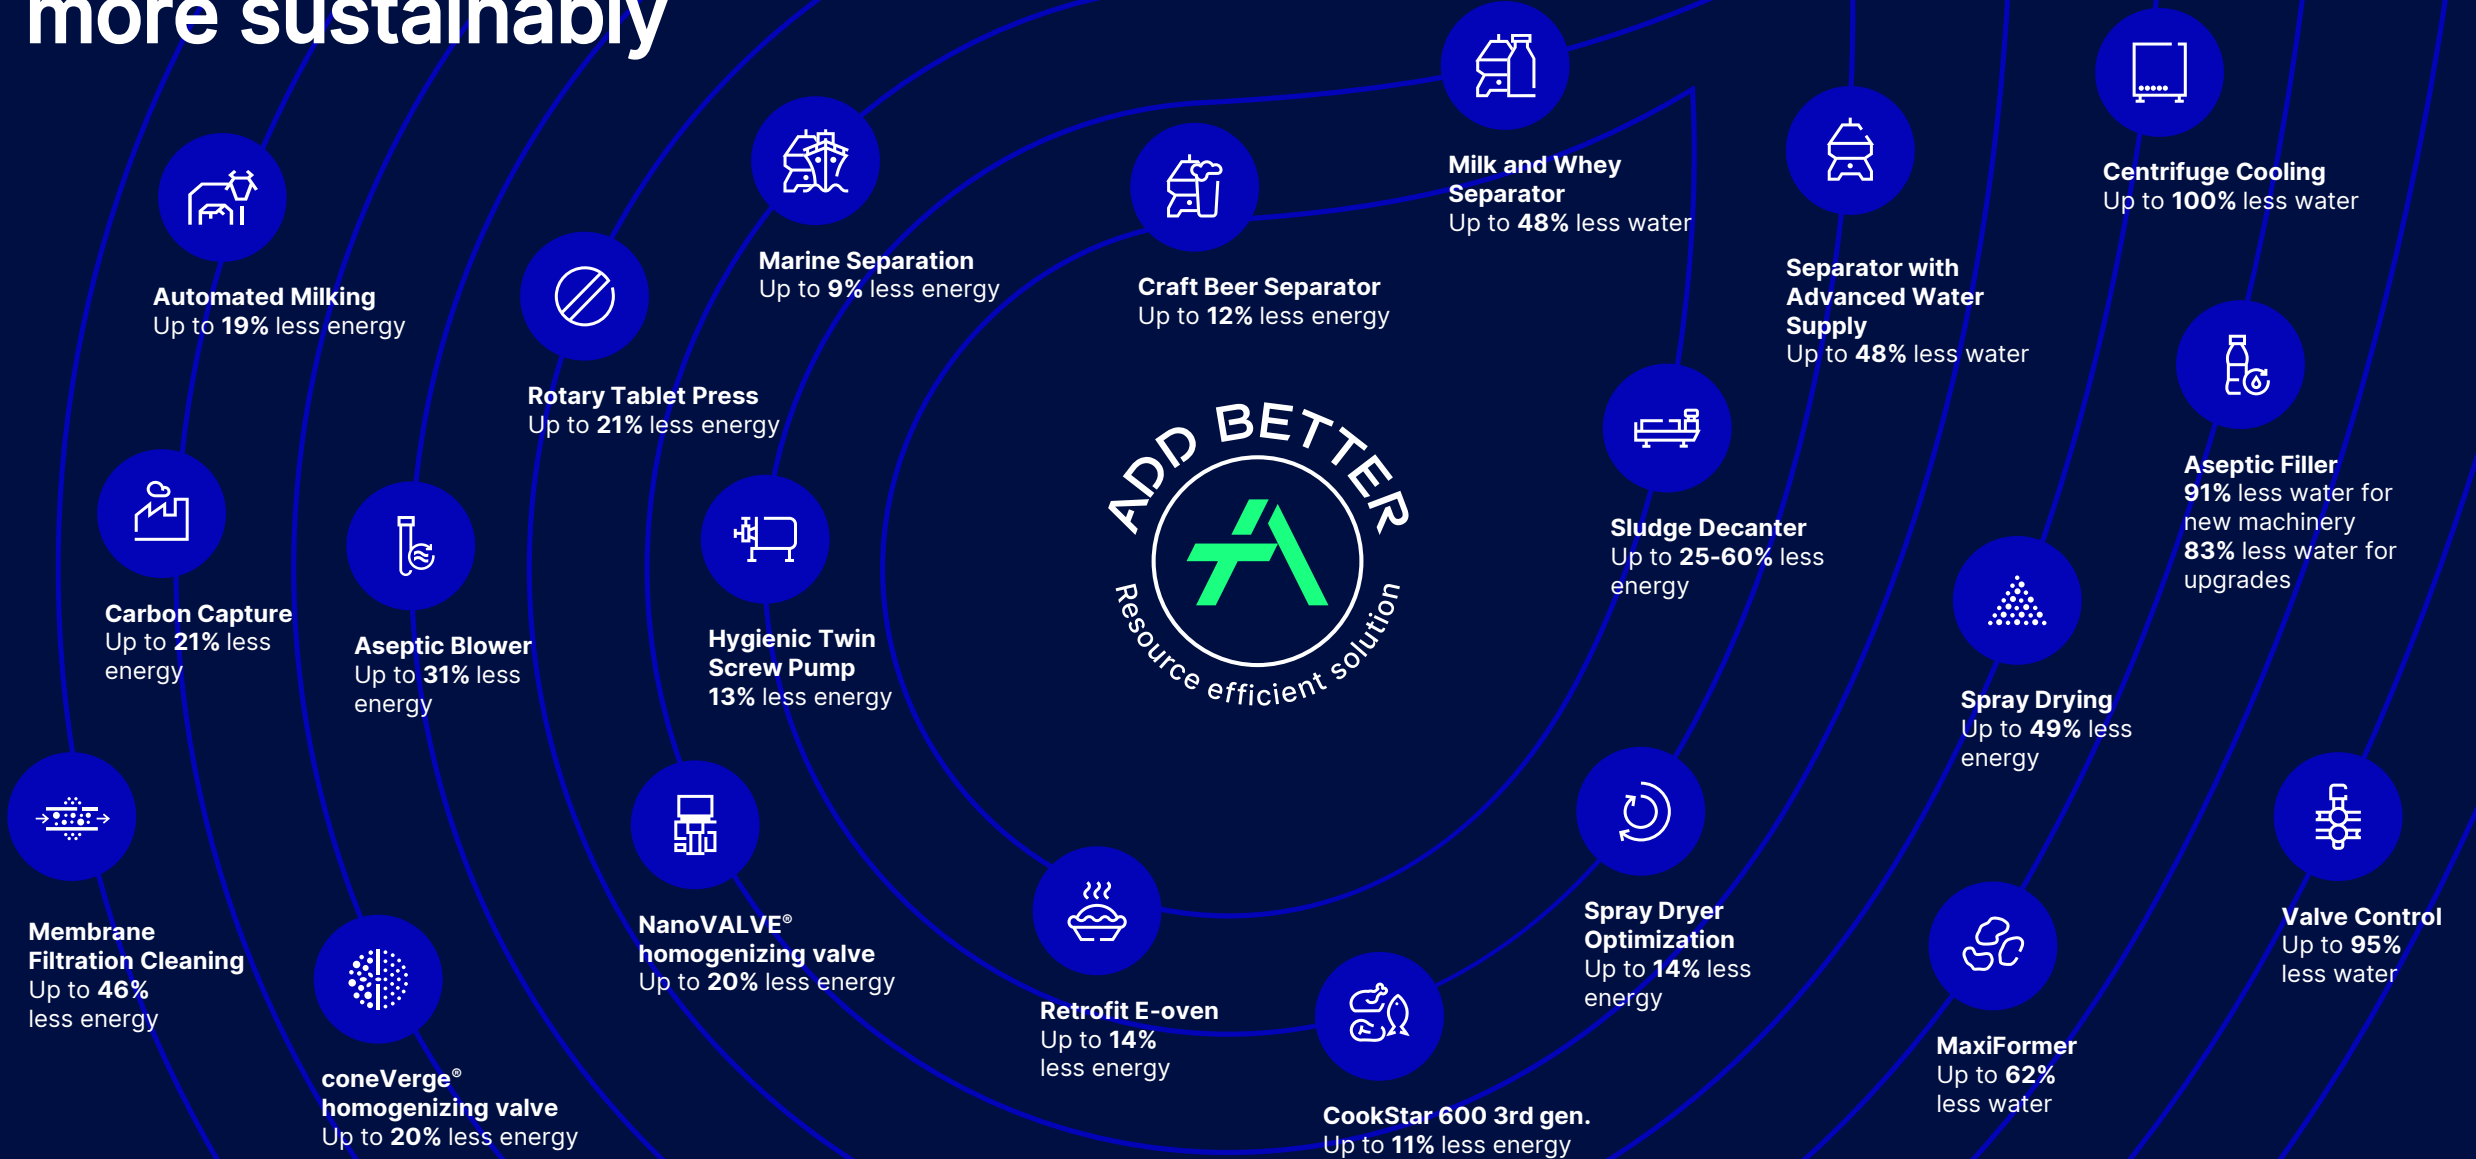 more sustainably
Automated Milking
Up to 19% less energy
Marine Separation
Up to 9% less energy
Craft Beer Separator
Up to 12% less energy
Milk and Whey
Separator
Up to 48% less water
Separator with
Advanced Water
Supply
Up to 48% less water
Centrifuge Cooling
Up to 100% less water
Rotary Tablet Press
Up to 21% less energy
ADD BETTER
Resource efficient solution
Sludge Decanter
Up to 25-60% less
energy
Aseptic Filler
91% less water for
new machinery
83% less water for
upgrades
Carbon Capture
Up to 21% less
energy
Aseptic Blower
Up to 31% less
energy
Hygienic Twin
Screw Pump
13% less energy
Spray Drying
Up to 49% less
energy
Membrane
Filtration Cleaning
Up to 46%
less energy
coneVerge®
homogenizing valve
Up to 20% less energy
NanoVALVE®
homogenizing valve
Up to 20% less energy
Retrofit E-oven
Up to 14%
less energy
CookStar 600 3rd gen.
Up to 11% less energy
Spray Dryer
Optimization
Up to 14% less
energy
MaxiFormer
Up to 62%
less water
Valve Control
Up to 95%
less water